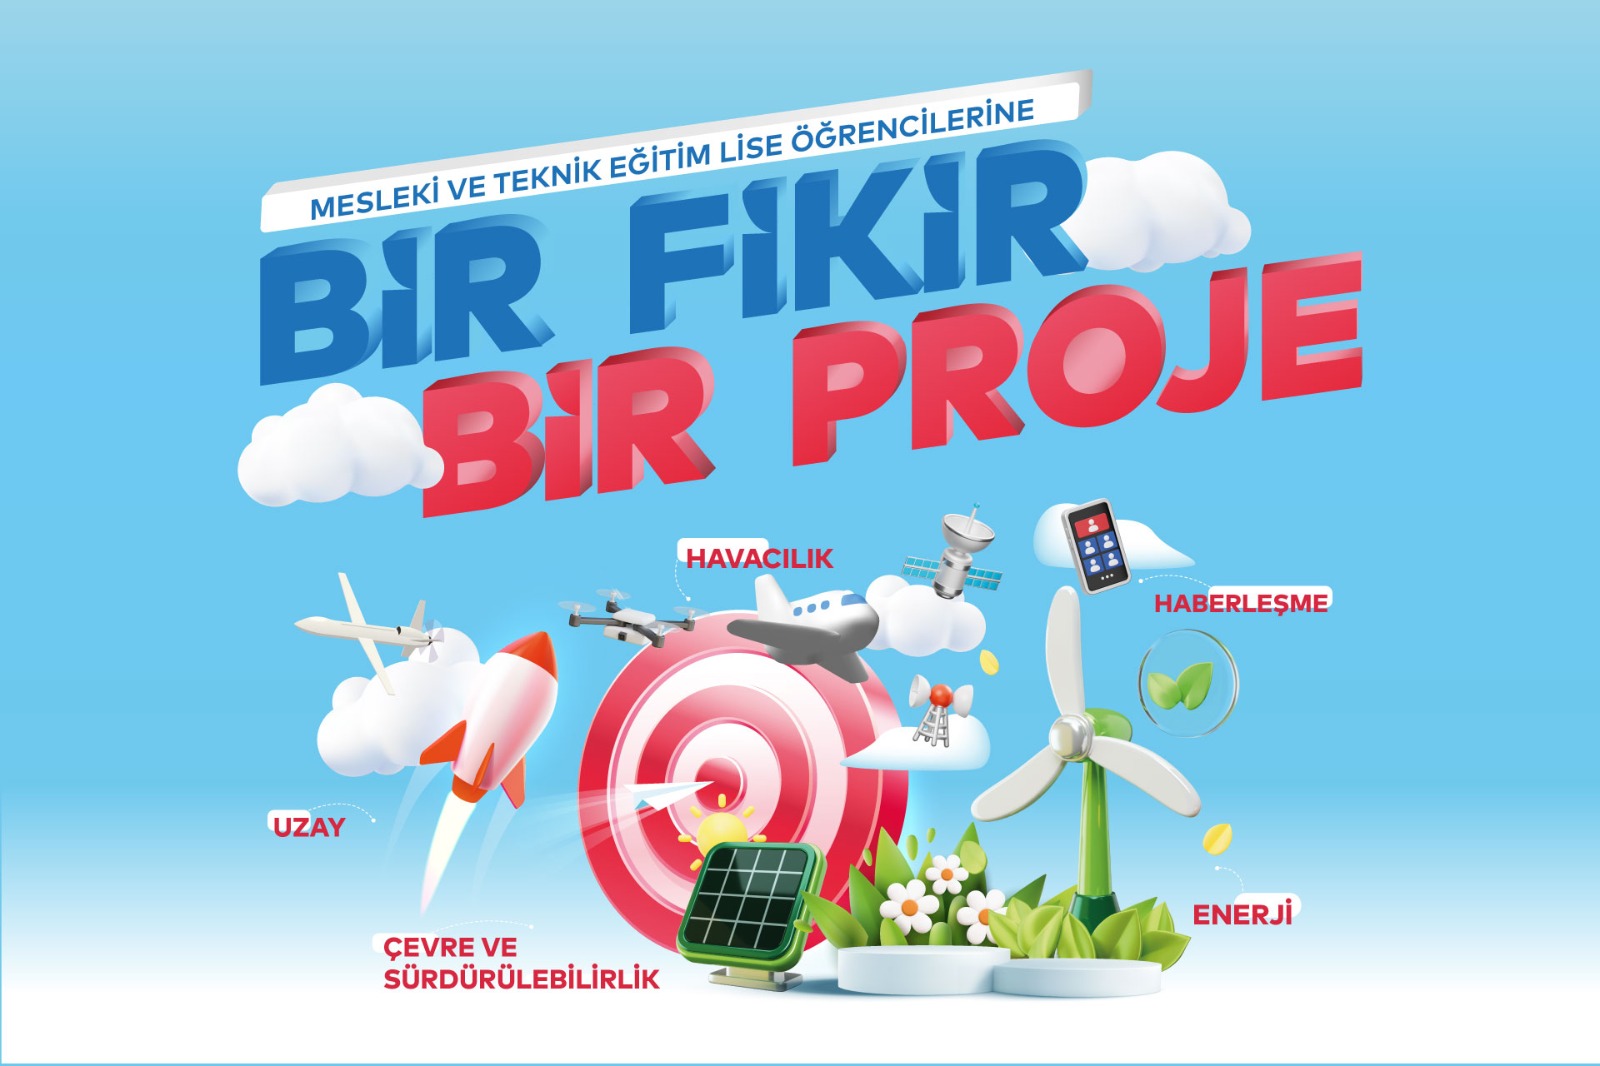 MESLEKİ VE TEKNİK EĞİTİM LİSE ÖĞRENCİLERİNE
BİR FİKİR
BİR PROJE
HAVACILIK
HABERLEŞME
UZAY
ENERJİ
ÇEVRE VE
SÜRDÜRÜLEBİLİRLİK